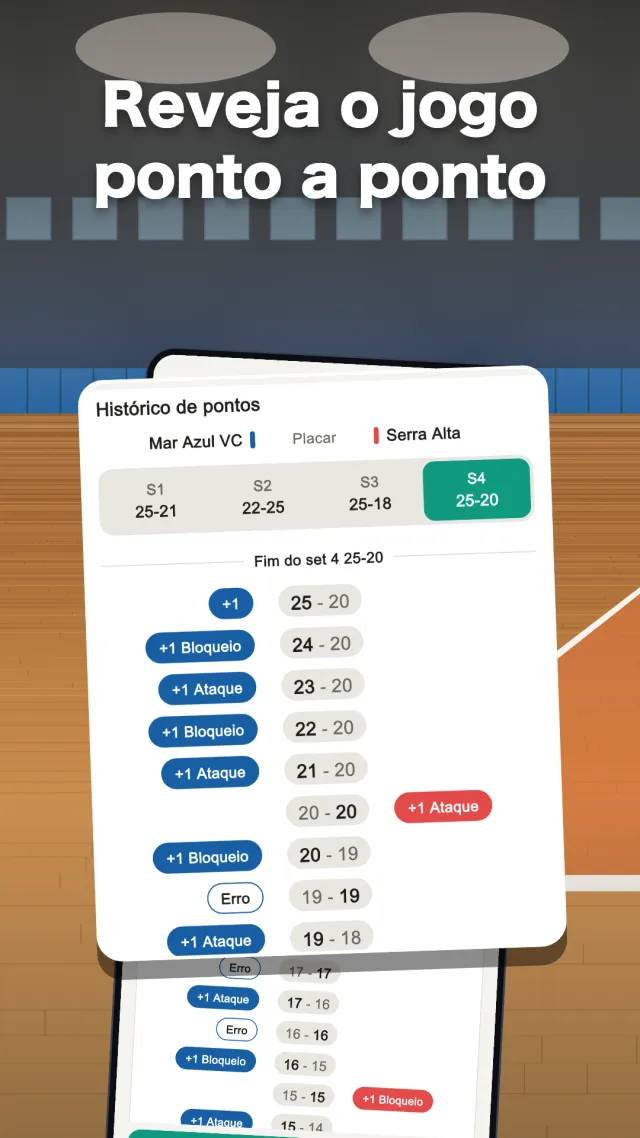 Reveja o jogo
ponto a ponto
Histórico de pontos
Mar Azul VC Placar Serra Alta
S1 S2 S3 S4
25-21 22-25 25-18 25-20
Fim do set 4 25-20
+1 25 - 20
+1 Bloqueio 24 - 20
+1 Ataque 23 - 20
+1 Bloqueio 22 - 20
+1 Ataque 21 - 20
20 - 20 +1 Ataque
+1 Bloqueio 20 - 19
Erro 19 - 19
+1 Ataque 19 - 18
Erro 17 - 17
+1 Ataque 17 - 16
Erro 16 - 16
+1 Bloqueio 16 - 15
15 - 15 +1 Bloqueio
+1 Ataque 15 - 14